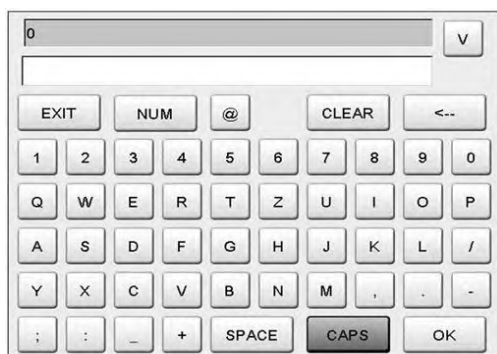 0
V
EXIT NUM @ CLEAR <--
1 2 3 4 5 6 7 8 9 0
Q W E R T Z U I O P
A S D F G H J K L /
Y X C V B N M , . -
; : _ + SPACE CAPS OK